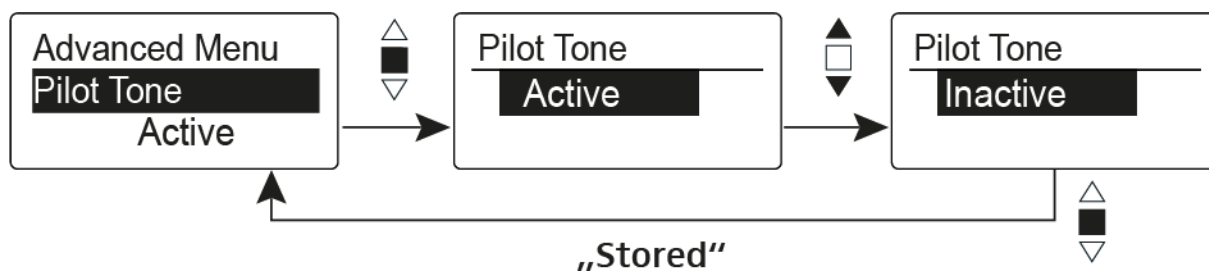 Advanced Menu
Pilot Tone
Active
Pilot Tone
Active
Pilot Tone
Inactive
„Stored“